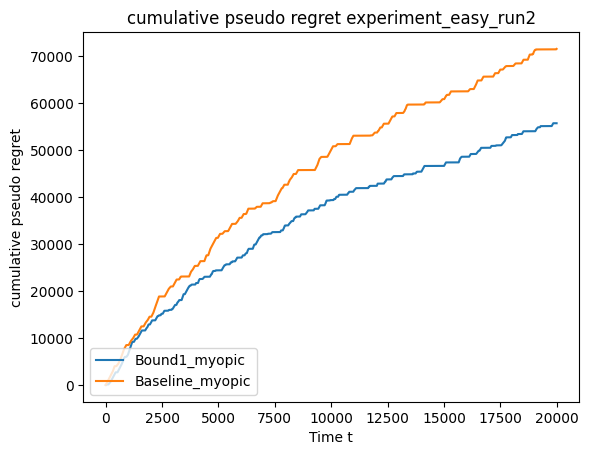 cumulative pseudo regret experiment_easy_run2
cumulative pseudo regret
70000
60000
50000
40000
30000
20000
10000
0
Bound1_myopic
Baseline_myopic
0 2500 5000 7500 10000 12500 15000 17500 20000
Time t